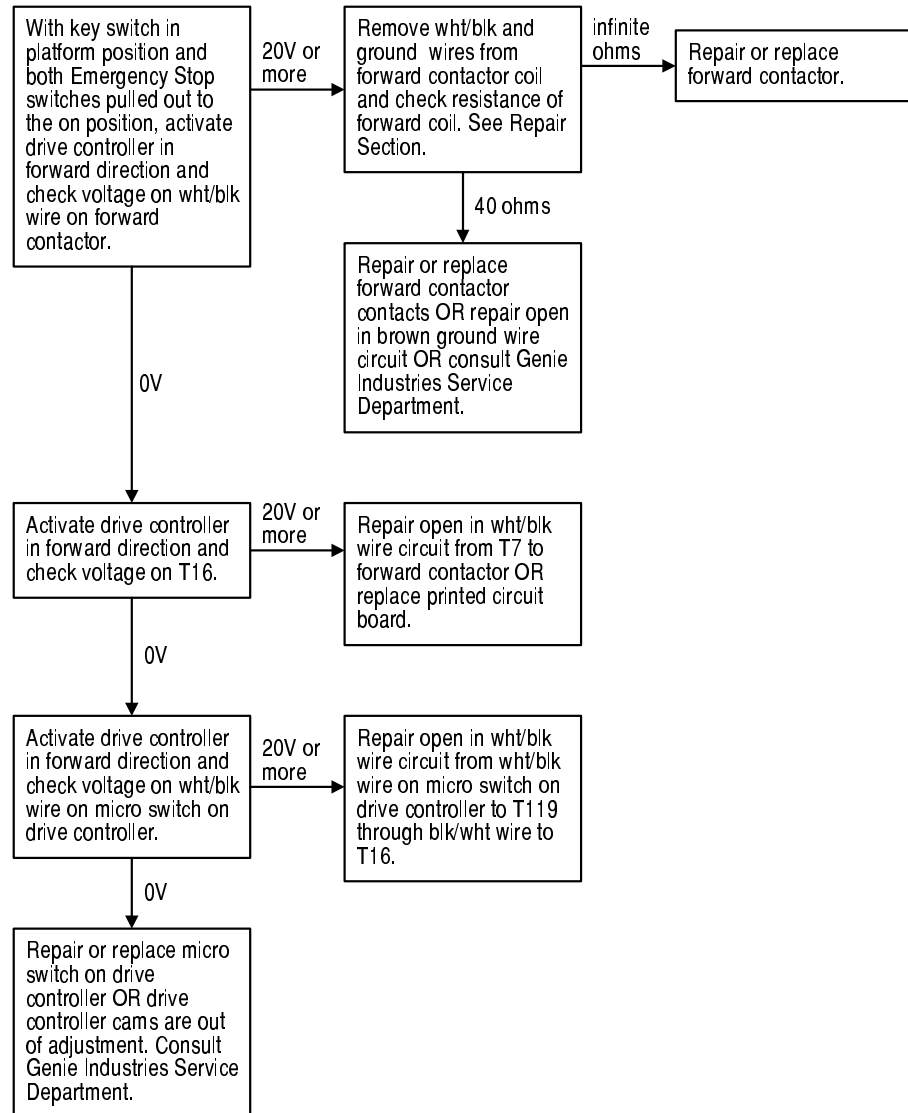 With key switch in
platform position and
both Emergency Stop
switches pulled out to
the on position, activate
drive controller in
forward direction and
check voltage on wht/blk
wire on forward
contactor.
20V or
more
Remove wht/blk and
ground wires from
forward contactor coil
and check resistance of
forward coil. See Repair
Section.
infinite
ohms
Repair or replace
forward contactor.
40 ohms
Repair or replace
forward contactor
contacts OR repair open
in brown ground wire
circuit OR consult Genie
Industries Service
Department.
0V
Activate drive controller
in forward direction and
check voltage on T16.
20V or
more
Repair open in wht/blk
wire circuit from T7 to
forward contactor OR
replace printed circuit
board.
0V
Activate drive controller
in forward direction and
check voltage on wht/blk
wire on micro switch on
drive controller.
20V or
more
Repair open in wht/blk
wire circuit from wht/blk
wire on micro switch on
drive controller to T119
through blk/wht wire to
T16.
0V
Repair or replace micro
switch on drive
controller OR drive
controller cams are out
of adjustment. Consult
Genie Industries Service
Department.